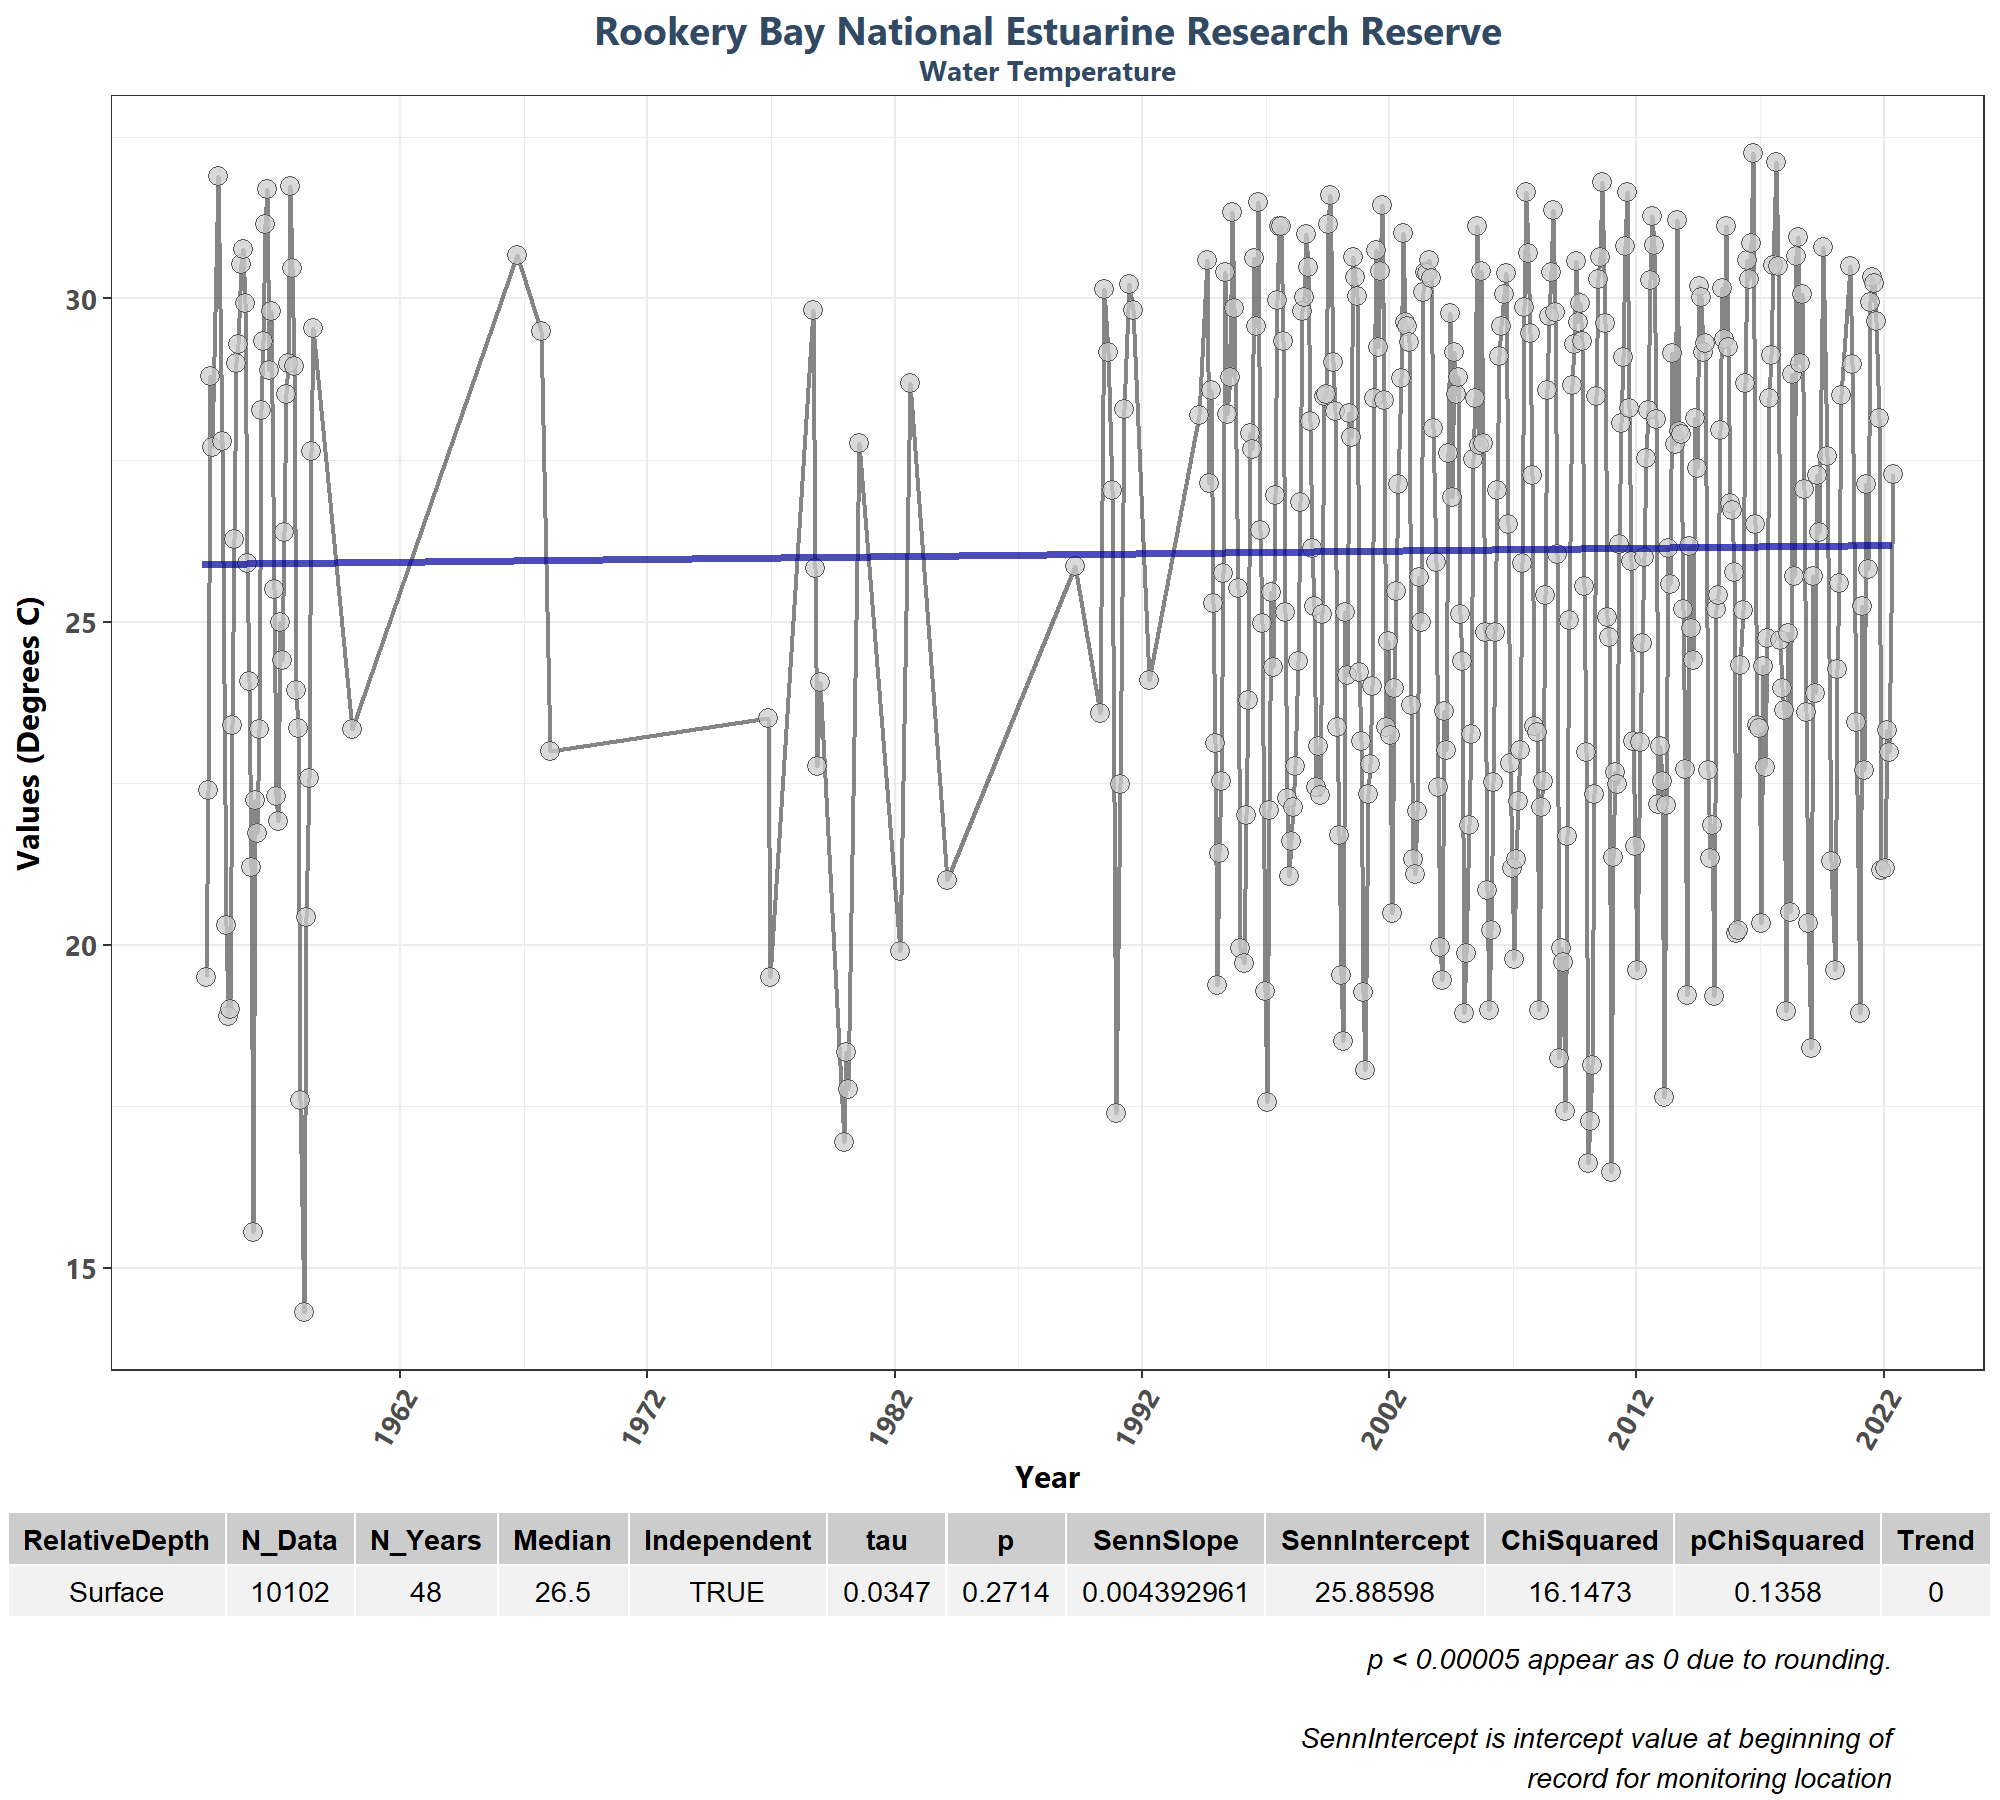 Rookery Bay National Estuarine Research Reserve
Water Temperature
Values (Degrees C)
30
25
20
15
1962 1972 1982 1992 2002 2012 2022
Year
RelativeDepth N_Data N_Years Median Independent tau p SennSlope SennIntercept ChiSquared pChiSquared Trend
Surface 10102 48 26.5 TRUE 0.0347 0.2714 0.004392961 25.88598 16.1473 0.1358 0
p < 0.00005 appear as 0 due to rounding.
SennIntercept is intercept value at beginning of
record for monitoring location